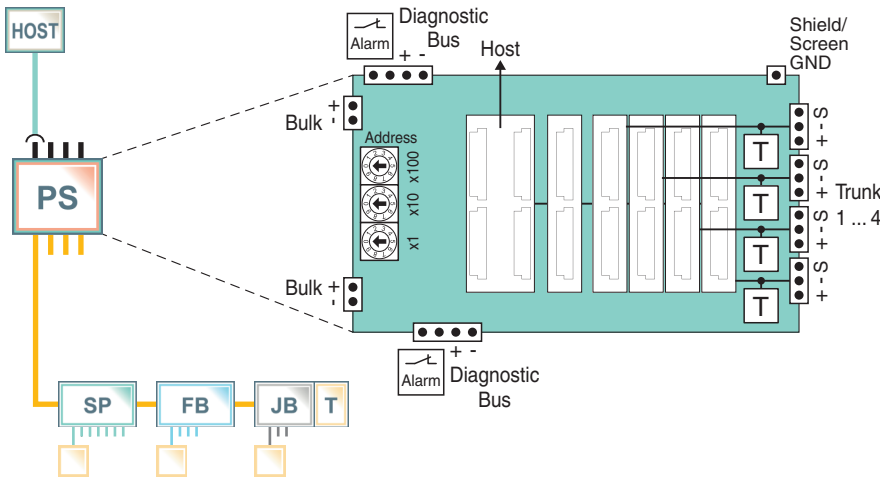 HOST
PS
SP
FB
JB
T
Alarm
Diagnostic
Bus
+ -
Host
Shield/
Screen
GND
+
-
Bulk
Address
x100
x10
x1
S
-
+
T
S
-
+
T
Trunk
1 ... 4
S
-
+
T
S
-
+
T
Bulk +
-
+ -
Alarm
Diagnostic
Bus